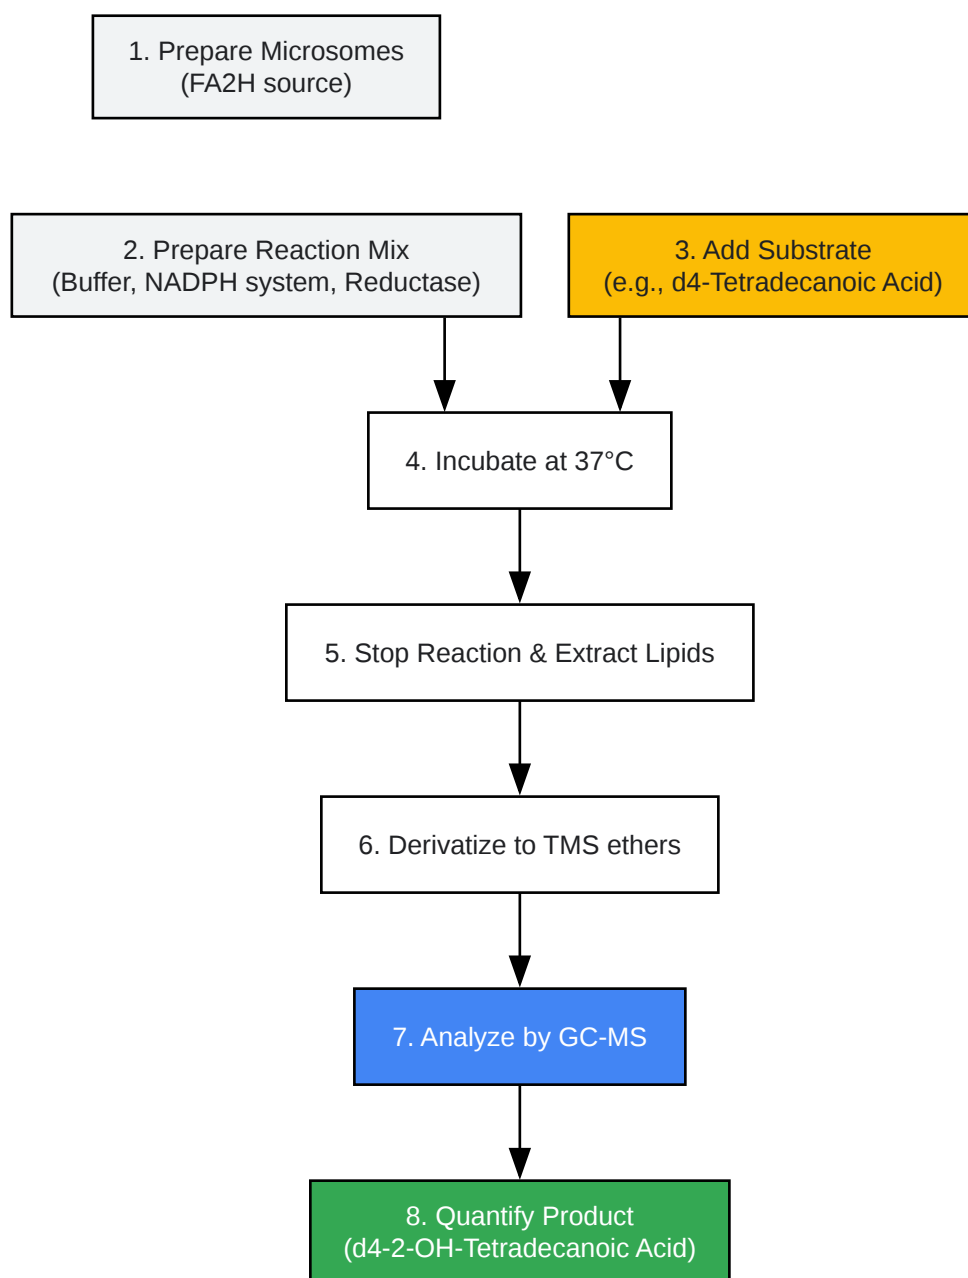 1. Prepare Microsomes
(FA2H source)
2. Prepare Reaction Mix
(Buffer, NADPH system, Reductase)
3. Add Substrate
(e.g., d4-Tetradecanoic Acid)
4. Incubate at 37°C
5. Stop Reaction & Extract Lipids
6. Derivatize to TMS ethers
7. Analyze by GC-MS
8. Quantify Product
(d4-2-OH-Tetradecanoic Acid)